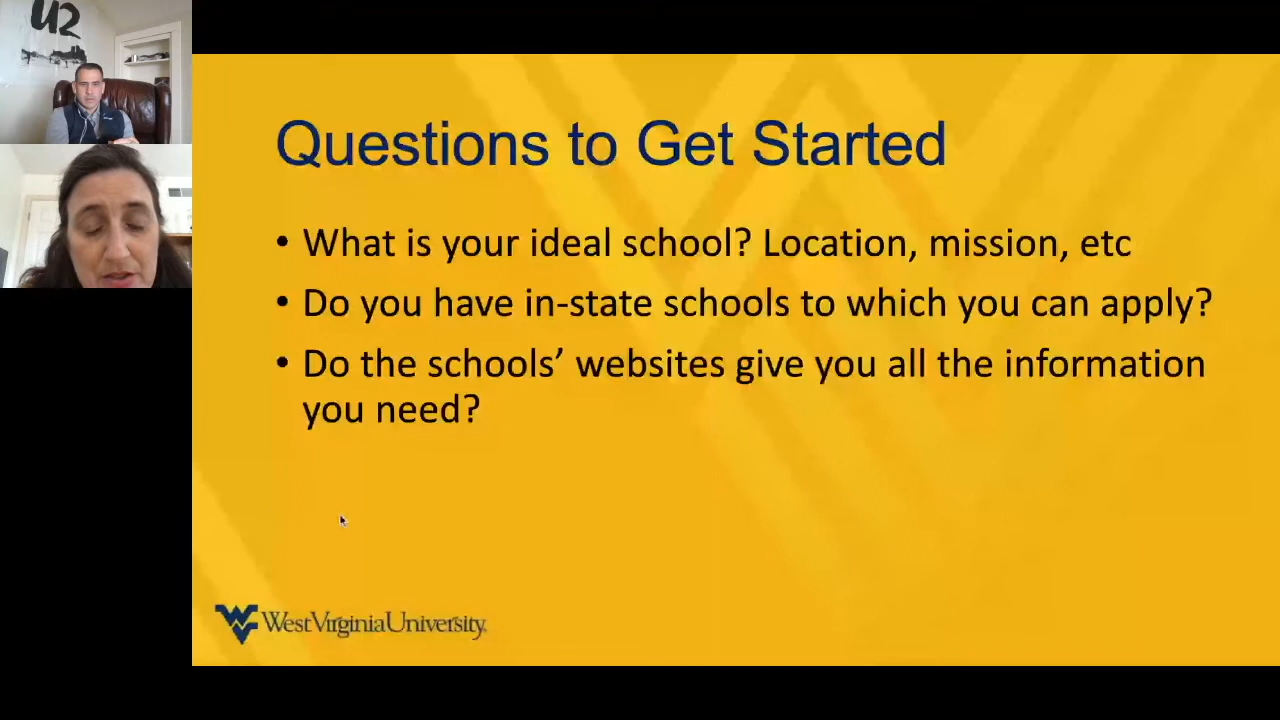 U2
Questions to Get Started
• What is your ideal school? Location, mission, etc
• Do you have in-state schools to which you can apply?
• Do the schools’ websites give you all the information
you need?
WestVirginiaUniversity.